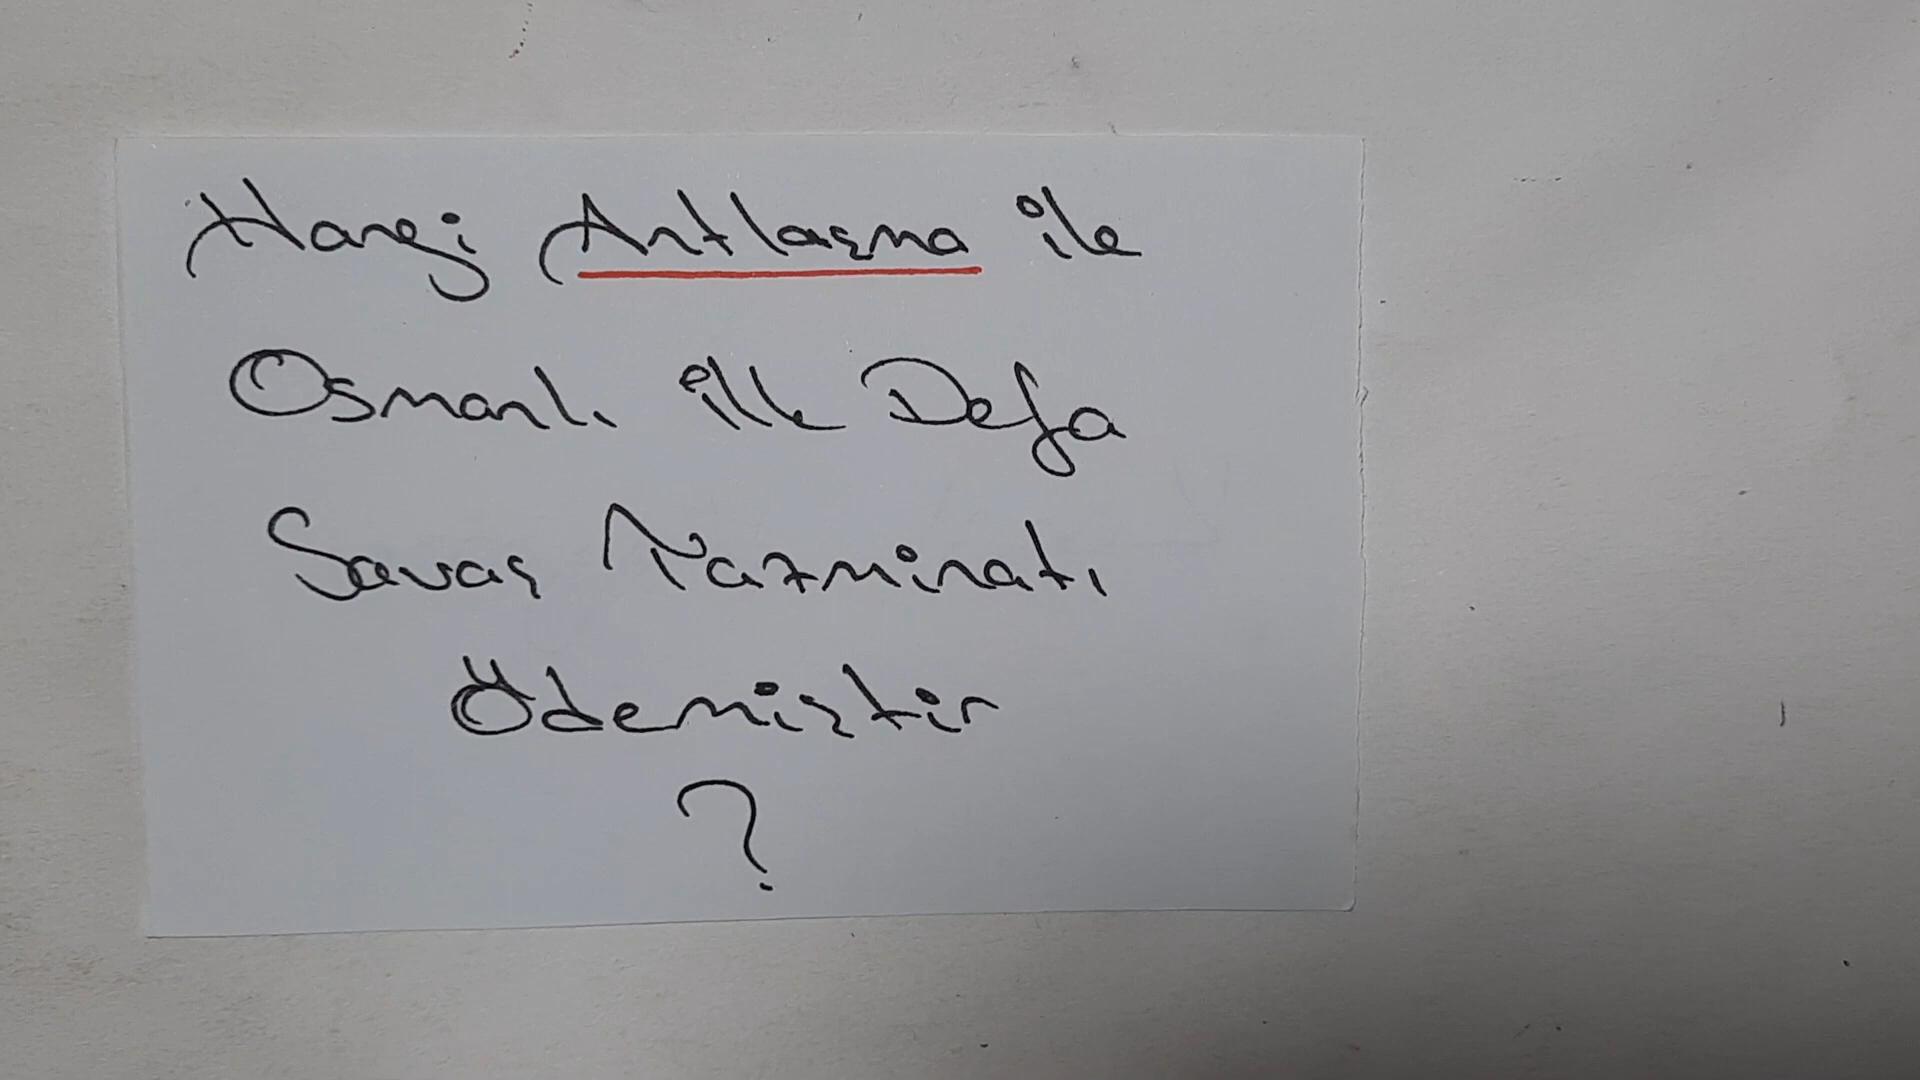 Hangi Antlaşma ile
Osmanlı ilk Defa
Savaş Tazminatı
Ödemiştir
?